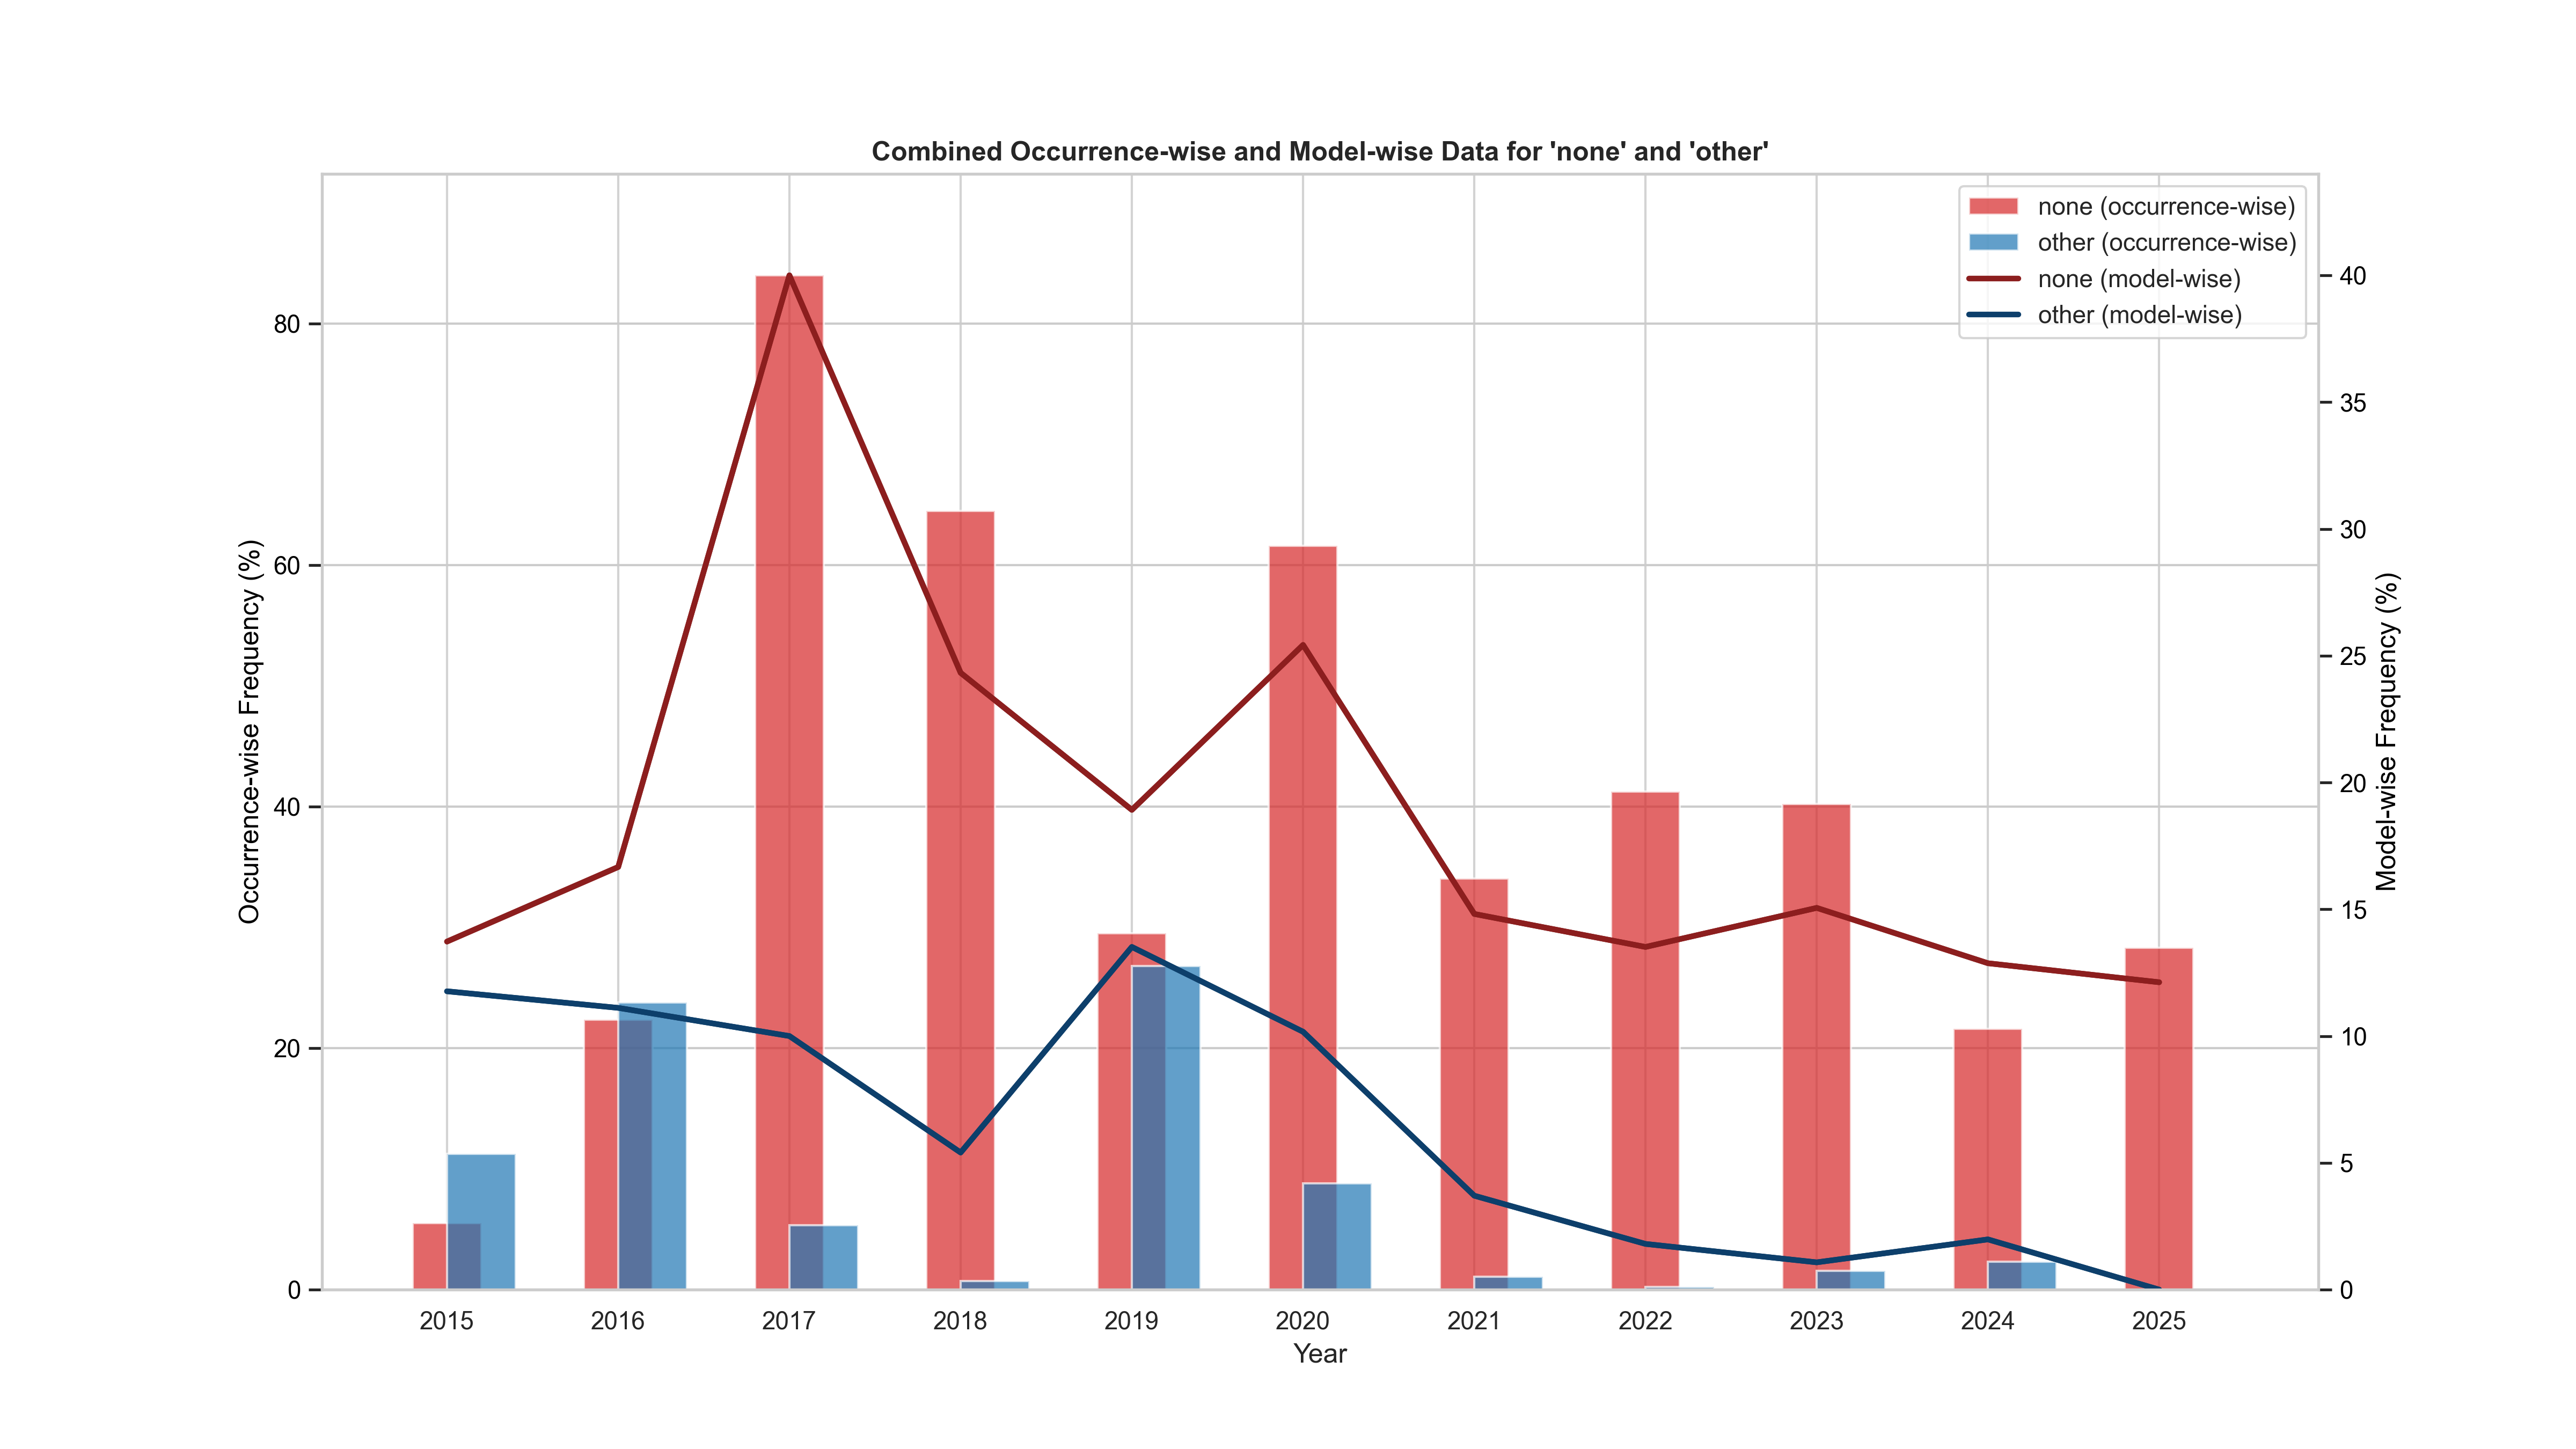 Combined Occurrence-wise and Model-wise Data for 'none' and 'other'
none (occurrence-wise)
other (occurrence-wise)
none (model-wise)
other (model-wise)
Occurrence-wise Frequency (%)
80
60
40
20
0
Model-wise Frequency (%)
40
35
30
25
20
15
10
5
0
2015 2016 2017 2018 2019 2020 2021 2022 2023 2024 2025
Year